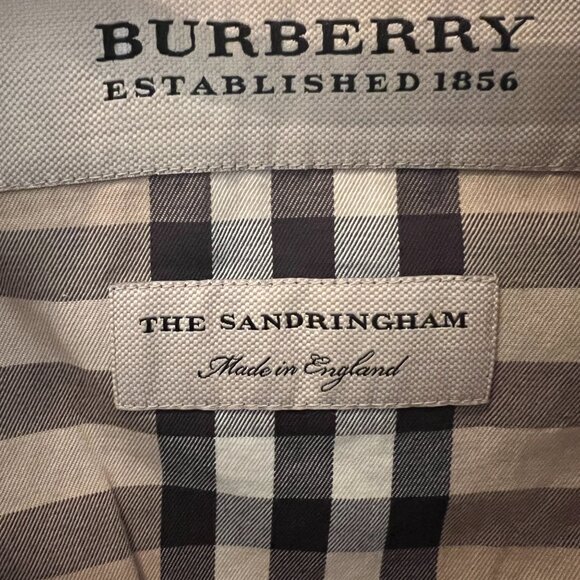 BURBERRY
ESTABLISHED 1856
THE SANDRINGHAM
Made in England